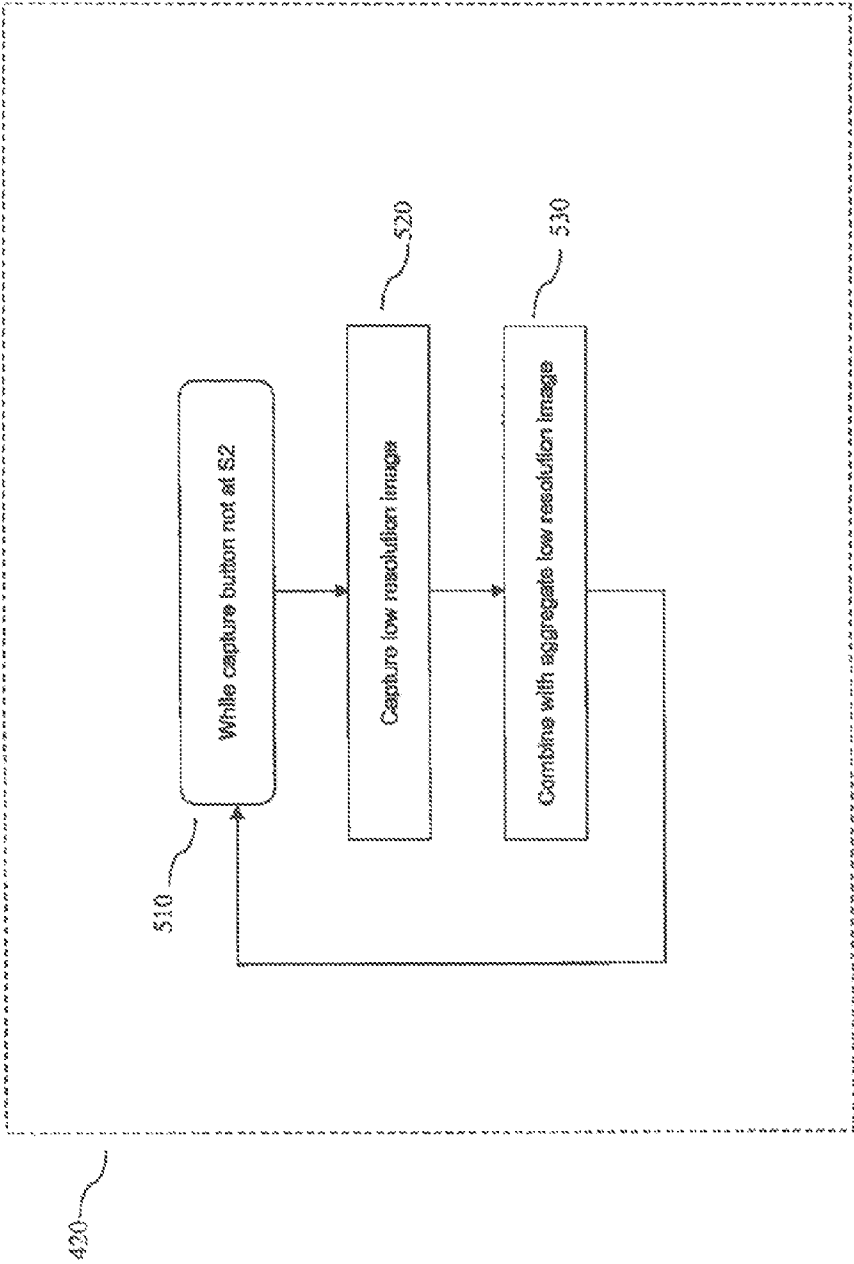 430
510
While capture button not at S2
520
Capture low resolution image
530
Combine with aggregate low resolution image